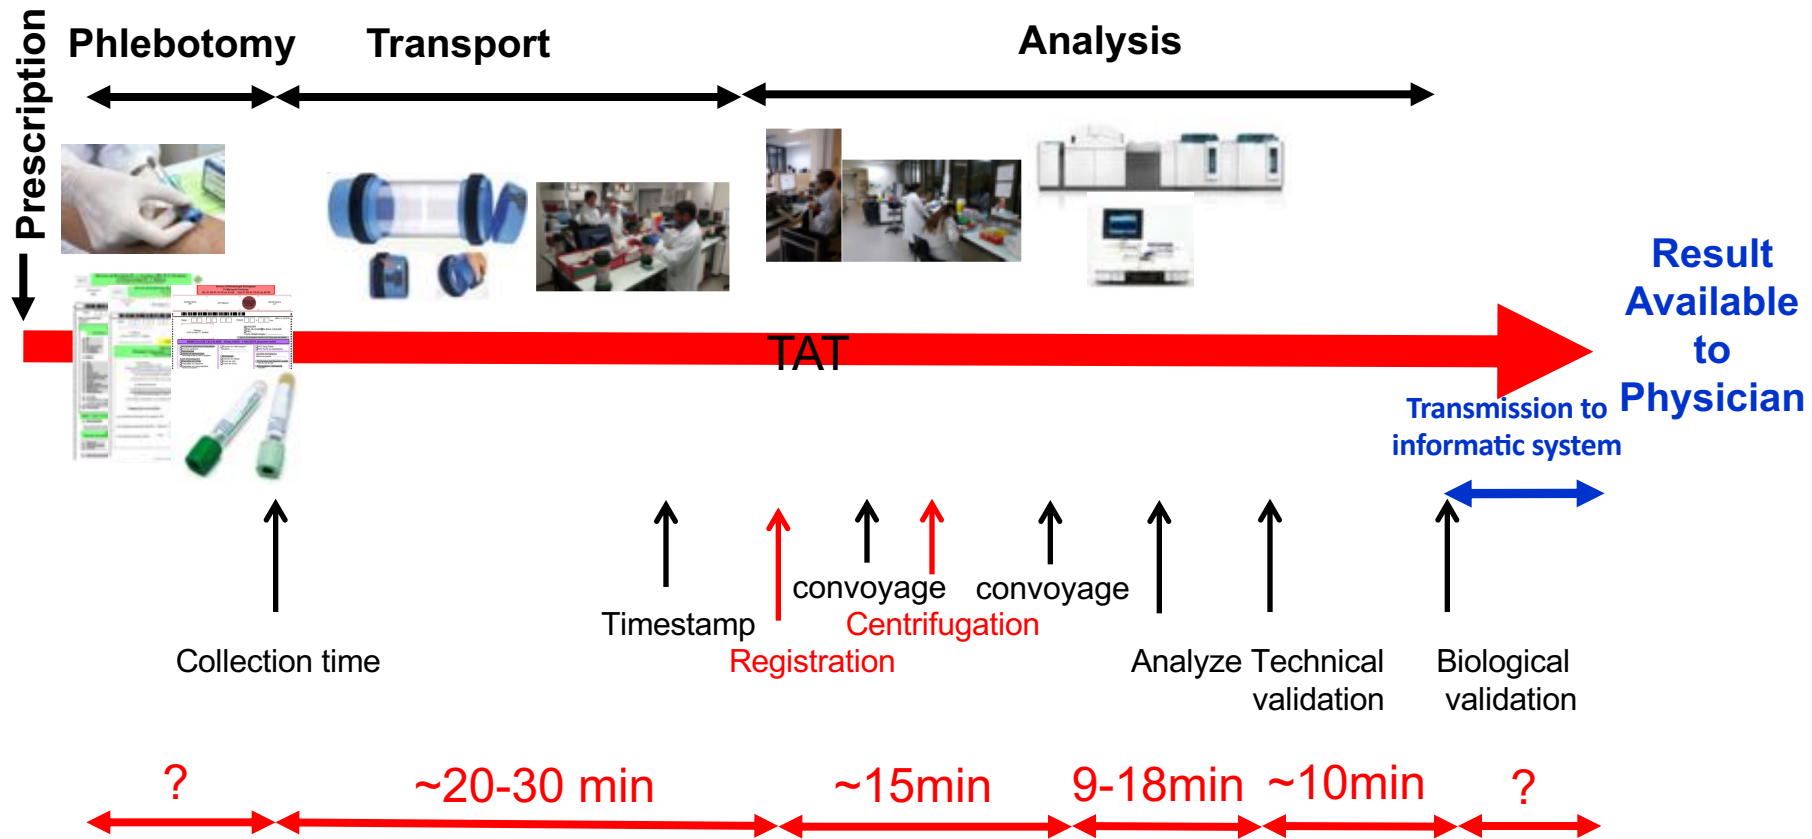 Prescription
Phlebotomy
Transport
Analysis
TAT
Result
Available
to
Physician
Transmission to
informatic system
convoyage
convoyage
Timestamp
Centrifugation
Collection time
Registration
Analyze
Technical
validation
Biological
validation
?
~20-30 min
~15min
9-18min
~10min
?